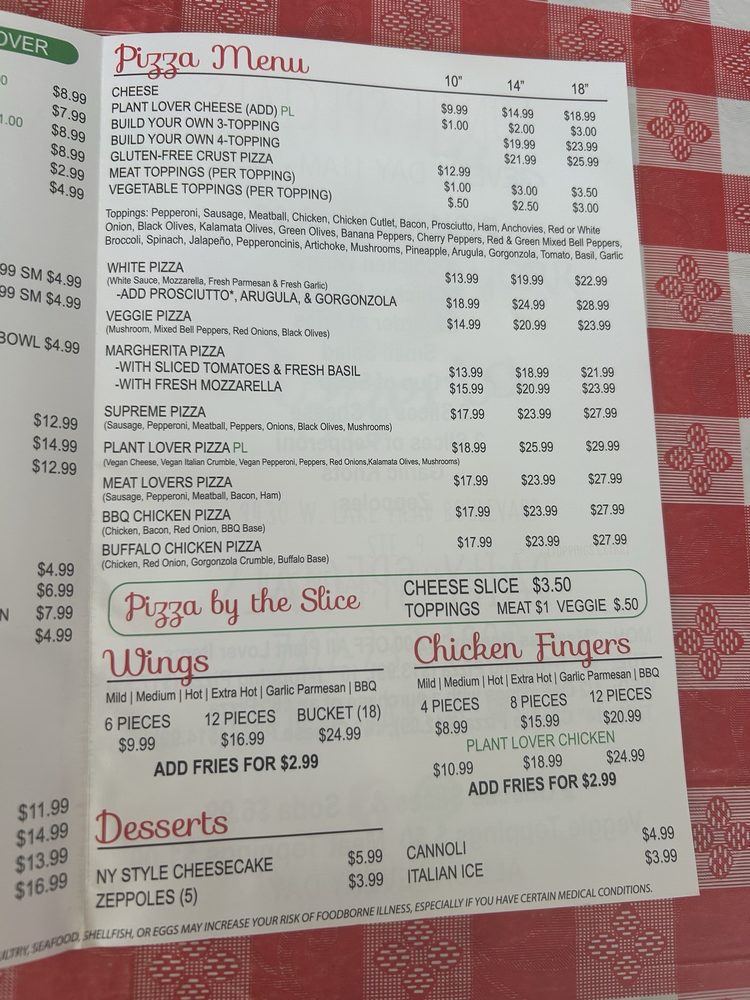 OVER
0 $8.99
$7.99
1.00 $8.99
$8.99
$2.99
$4.99
99 SM $4.99
99 SM $4.99
BOWL $4.99
$12.99
$14.99
$12.99
$4.99
$6.99
N $7.99
$4.99
$11.99
$14.99
$13.99
$16.99
Pizza Menu 10" 14" 18"
CHEESE $9.99 $14.99 $18.99
PLANT LOVER CHEESE (ADD) PL $1.00 $2.00 $3.00
BUILD YOUR OWN 3-TOPPING $19.99 $23.99
BUILD YOUR OWN 4-TOPPING $21.99 $25.99
GLUTEN-FREE CRUST PIZZA $12.99
MEAT TOPPINGS (PER TOPPING) $1.00 $3.00 $3.50
VEGETABLE TOPPINGS (PER TOPPING) $.50 $2.50 $3.00
Toppings: Pepperoni, Sausage, Meatball, Chicken, Chicken Cutlet, Bacon, Prosciutto, Ham, Anchovies, Red or White
Onion, Black Olives, Kalamata Olives, Green Olives, Banana Peppers, Cherry Peppers, Red & Green Mixed Bell Peppers,
Broccoli, Spinach, Jalapeño, Pepperoncinis, Artichoke, Mushrooms, Pineapple, Arugula, Gorgonzola, Tomato, Basil, Garlic
WHITE PIZZA $13.99 $19.99 $22.99
(White Sauce, Mozzarella, Fresh Parmesan & Fresh Garlic)
-ADD PROSCIUTTO*, ARUGULA, & GORGONZOLA $18.99 $24.99 $28.99
VEGGIE PIZZA $14.99 $20.99 $23.99
(Mushroom, Mixed Bell Peppers, Red Onions, Black Olives)
MARGHERITA PIZZA
-WITH SLICED TOMATOES & FRESH BASIL $13.99 $18.99 $21.99
-WITH FRESH MOZZARELLA $15.99 $20.99 $23.99
SUPREME PIZZA $17.99 $23.99 $27.99
(Sausage, Pepperoni, Meatball, Peppers, Onions, Black Olives, Mushrooms)
PLANT LOVER PIZZA PL $18.99 $25.99 $29.99
(Vegan Cheese, Vegan Italian Crumble, Vegan Pepperoni, Peppers, Red Onions,Kalamata Olives, Mushrooms)
MEAT LOVERS PIZZA $17.99 $23.99 $27.99
(Sausage, Pepperoni, Meatball, Bacon, Ham)
BBQ CHICKEN PIZZA $17.99 $23.99 $27.99
(Chicken, Bacon, Red Onion, BBQ Base)
BUFFALO CHICKEN PIZZA $17.99 $23.99 $27.99
(Chicken, Red Onion, Gorgonzola Crumble, Buffalo Base)
Pizza by the Slice
CHEESE SLICE $3.50
TOPPINGS MEAT $1 VEGGIE $.50
Wings
Mild | Medium | Hot | Extra Hot | Garlic Parmesan | BBQ
6 PIECES 12 PIECES BUCKET (18)
$9.99 $16.99 $24.99
ADD FRIES FOR $2.99
Chicken Fingers
Mild | Medium | Hot | Extra Hot | Garlic Parmesan | BBQ
4 PIECES 8 PIECES 12 PIECES
$8.99 $15.99 $20.99
PLANT LOVER CHICKEN
$10.99 $18.99 $24.99
ADD FRIES FOR $2.99
Desserts
NY STYLE CHEESECAKE $5.99
ZEPPOLES (5) $3.99
CANNOLI $4.99
ITALIAN ICE $3.99
SEAFOOD, SHELLFISH, OR EGGS MAY INCREASE YOUR RISK OF FOODBORNE ILLNESS, ESPECIALLY IF YOU HAVE CERTAIN MEDICAL CONDITIONS.